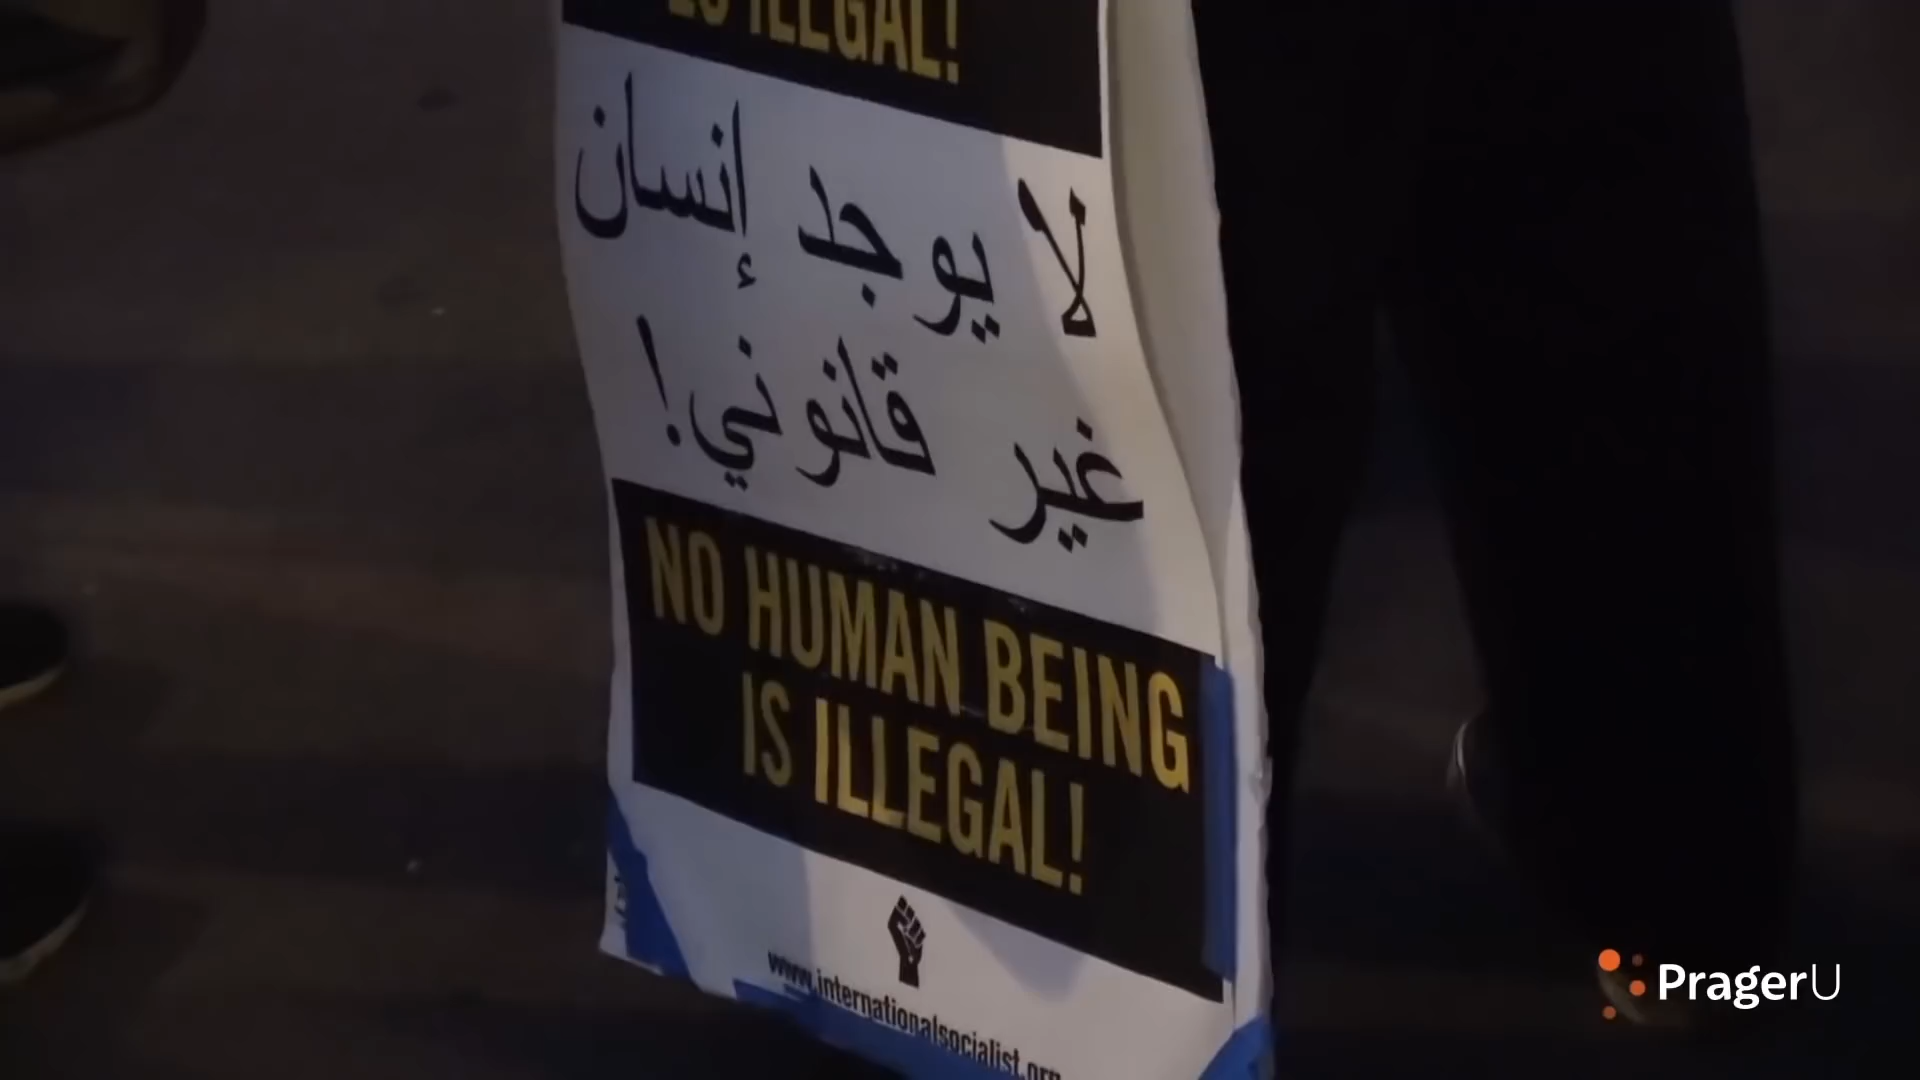 IS ILLEGAL!
لا يوجد إنسان
غير قانوني!
NO HUMAN BEING
IS ILLEGAL!
www.internationalsocialist.org
PragerU